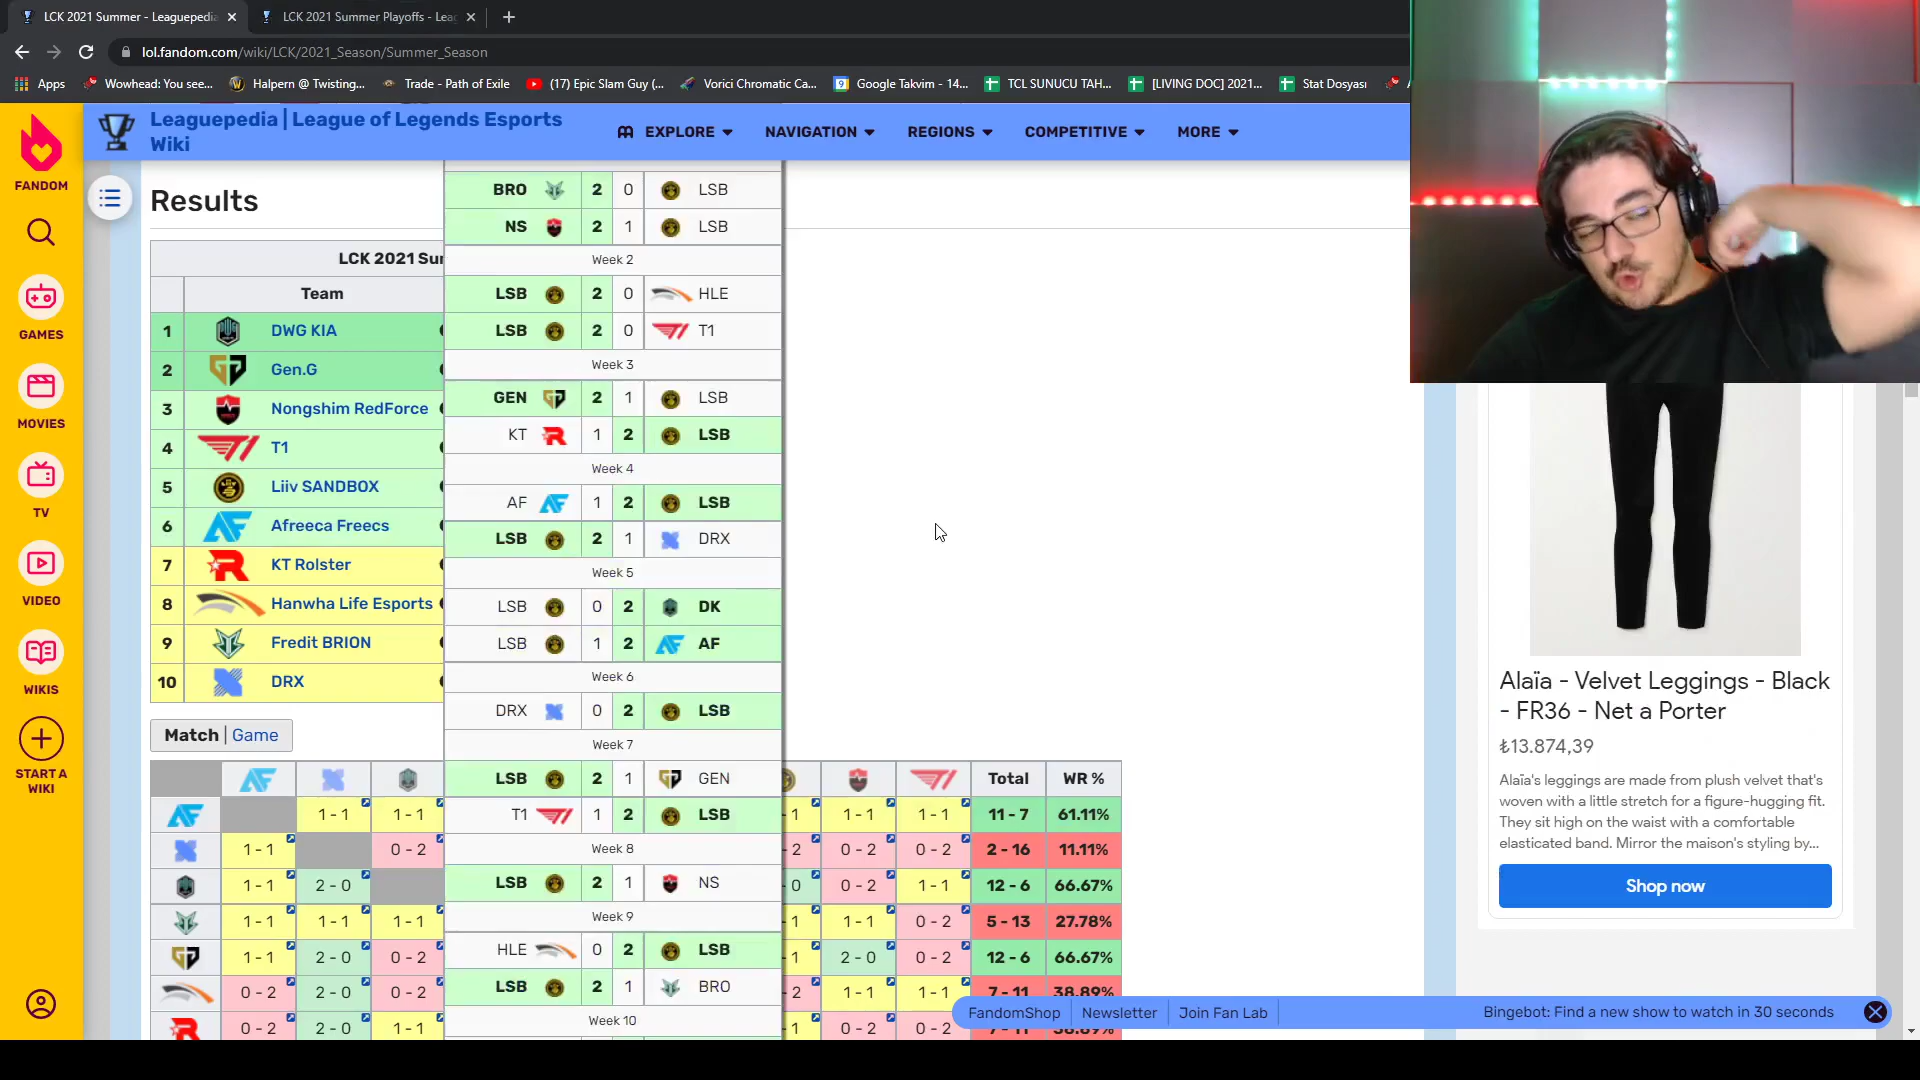 LCK 2021 Summer - Leaguepedia
LCK 2021 Summer Playoffs - Leag
lol.fandom.com/wiki/LCK/2021_Season/Summer_Season
Apps
Wowhead: You see...
Halpern @ Twisting...
Trade - Path of Exile
(17) Epic Slam Guy (...
Vorici Chromatic Ca...
Google Takvim - 14...
TCL SUNUCU TAH...
[LIVING DOC] 2021...
Stat Dosyası
Leaguepedia | League of Legends Esports
Wiki
EXPLORE
NAVIGATION
REGIONS
COMPETITIVE
MORE
FANDOM
GAMES
MOVIES
TV
VIDEO
WIKIS
START A
WIKI
Results
LCK 2021 Sur
Team
1 DWG KIA
2 Gen.G
3 Nongshim RedForce
4 T1
5 Liiv SANDBOX
6 Afreeca Freecs
7 KT Rolster
8 Hanwha Life Esports
9 Fredit BRION
10 DRX
BRO 2 0 LSB
NS 2 1 LSB
Week 2
LSB 2 0 HLE
LSB 2 0 T1
Week 3
GEN 2 1 LSB
KT 1 2 LSB
Week 4
AF 1 2 LSB
LSB 2 1 DRX
Week 5
LSB 0 2 DK
LSB 1 2 AF
Week 6
DRX 0 2 LSB
Week 7
LSB 2 1 GEN
T1 1 2 LSB
Week 8
LSB 2 1 NS
Week 9
HLE 0 2 LSB
LSB 2 1 BRO
Week 10
Match | Game
Total WR %
1 - 1 1 - 1 - 1 1 - 1 1 - 1 11 - 7 61.11%
1 - 1 0 - 2 - 2 0 - 2 0 - 2 2 - 16 11.11%
1 - 1 2 - 0 - 0 0 - 2 1 - 1 12 - 6 66.67%
1 - 1 1 - 1 1 - 1 - 1 1 - 1 0 - 2 5 - 13 27.78%
1 - 1 2 - 0 0 - 2 - 1 2 - 0 0 - 2 12 - 6 66.67%
0 - 2 2 - 0 0 - 2 - 2 1 - 1 1 - 1 7 - 11 38.89%
0 - 2 2 - 0 1 - 1 - 1 0 - 2 0 - 2
Alaïa - Velvet Leggings - Black
- FR36 - Net a Porter
₺13.874,39
Alaïa's leggings are made from plush velvet that's
woven with a little stretch for a figure-hugging fit.
They sit high on the waist with a comfortable
elasticated band. Mirror the maison's styling by...
Shop now
FandomShop
Newsletter
Join Fan Lab
Bingebot: Find a new show to watch in 30 seconds